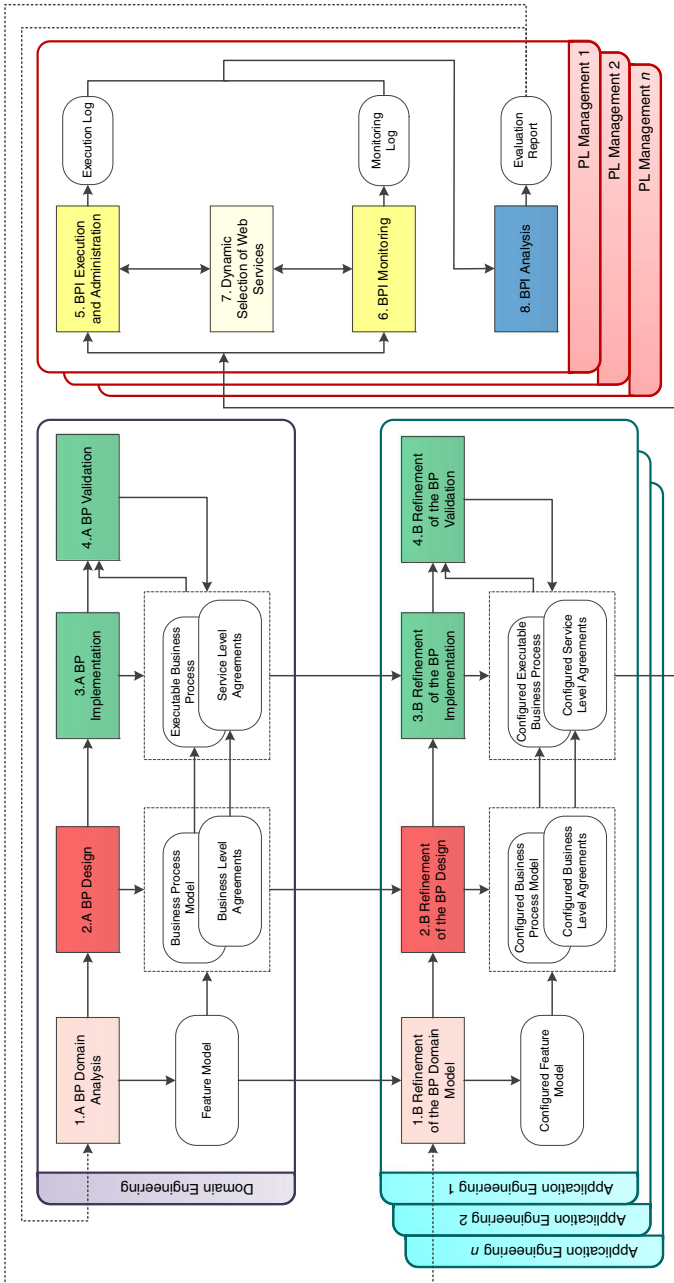 Domain Engineering
1.A BP Domain
Analysis
2.A BP Design
3.A BP
Implementation
4.A BP Validation
Feature Model
Business Process
Model
Business Level
Agreements
Executable Business
Process
Service Level
Agreements
Application Engineering 1
Application Engineering 2
Application Engineering n
1.B Refinement
of the BP Domain
Model
2.B Refinement
of the BP Design
3.B Refinement
of the BP
Implementation
4.B Refinement
of the BP
Validation
Configured Feature
Model
Configured Business
Process Model
Configured Business
Level Agreements
Configured Executable
Business Process
Configured Service
Level Agreements
5. BPI Execution
and Administration
Execution Log
7. Dynamic
Selection of Web
Services
6. BPI Monitoring
Monitoring
Log
8. BPI Analysis
Evaluation
Report
PL Management 1
PL Management 2
PL Management n